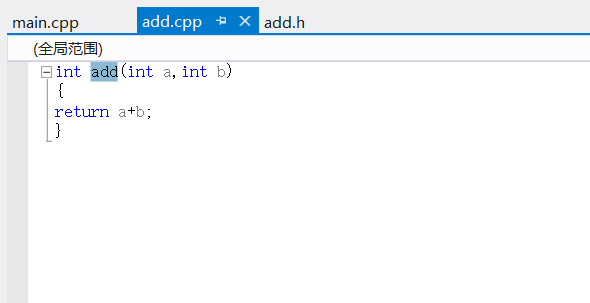 main.cpp add.cpp add.h
(全局范围)
int add(int a,int b)
{
return a+b;
}